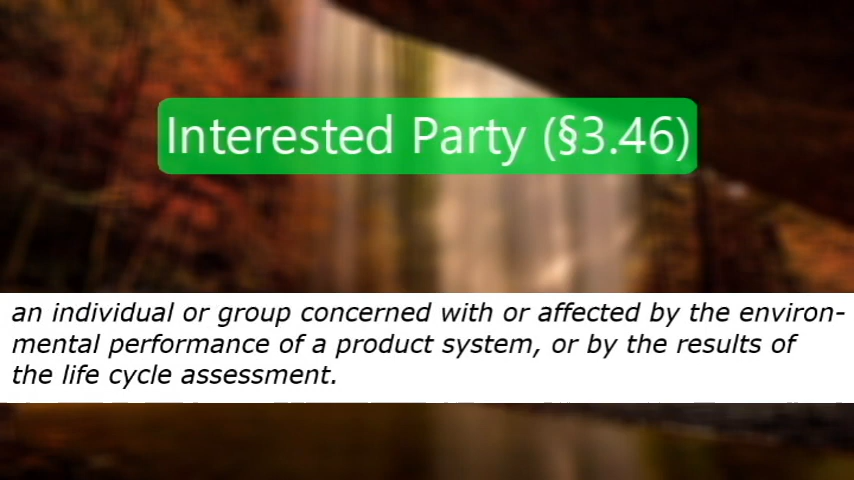 Interested Party (§3.46)
an individual or group concerned with or affected by the environ-
mental performance of a product system, or by the results of
the life cycle assessment.